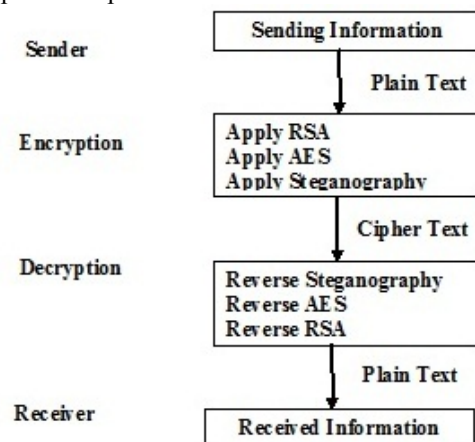 Sending Information
Sender
Plain Text
Encryption
Apply RSA
Apply AES
Apply Steganography
Cipher Text
Decryption
Reverse Steganography
Reverse AES
Reverse RSA
Plain Text
Receiver
Received Information